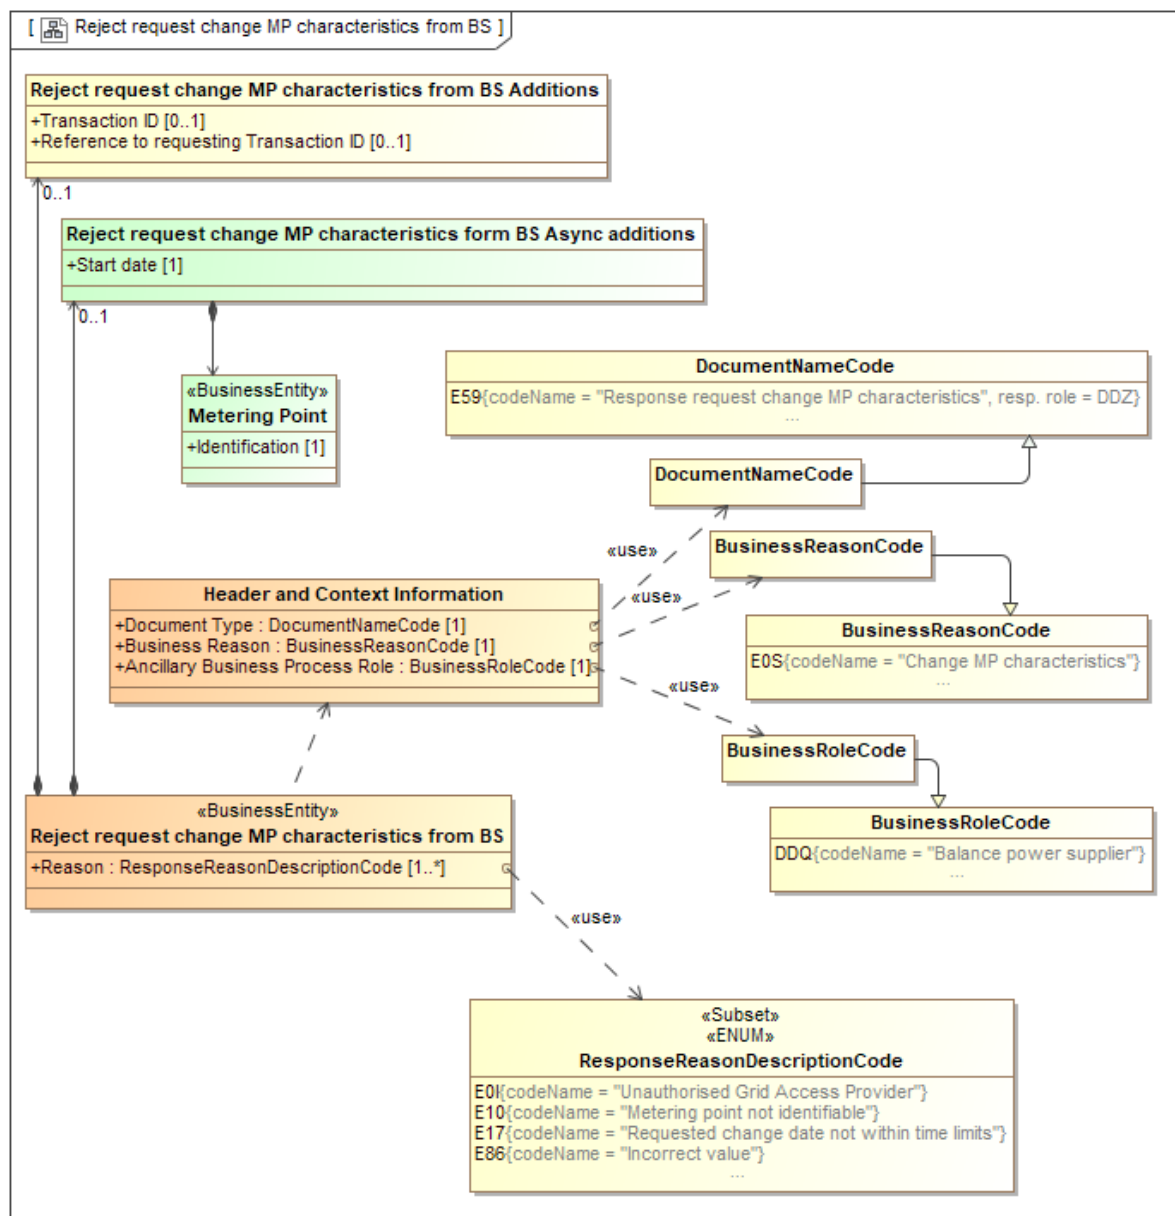 [ Reject request change MP characteristics from BS ]
Reject request change MP characteristics from BS Additions
+Transaction ID [0..1]
+Reference to requesting Transaction ID [0..1]
0..1
Reject request change MP characteristics form BS Async additions
+Start date [1]
0..1
«BusinessEntity»
Metering Point
+Identification [1]
DocumentNameCode
E59{codeName = "Response request change MP characteristics", resp. role = DDZ}
...
DocumentNameCode
«use»
BusinessReasonCode
«use»
Header and Context Information
+Document Type : DocumentNameCode [1]
+Business Reason : BusinessReasonCode [1]
+Ancillary Business Process Role : BusinessRoleCode [1]
BusinessReasonCode
E0S{codeName = "Change MP characteristics"}
...
«use»
BusinessRoleCode
BusinessRoleCode
DDQ{codeName = "Balance power supplier"}
...
«BusinessEntity»
Reject request change MP characteristics from BS
+Reason : ResponseReasonDescriptionCode [1..*]
«use»
«Subset»
«ENUM»
ResponseReasonDescriptionCode
E0I{codeName = "Unauthorised Grid Access Provider"}
E10{codeName = "Metering point not identifiable"}
E17{codeName = "Requested change date not within time limits"}
E86{codeName = "Incorrect value"}
...